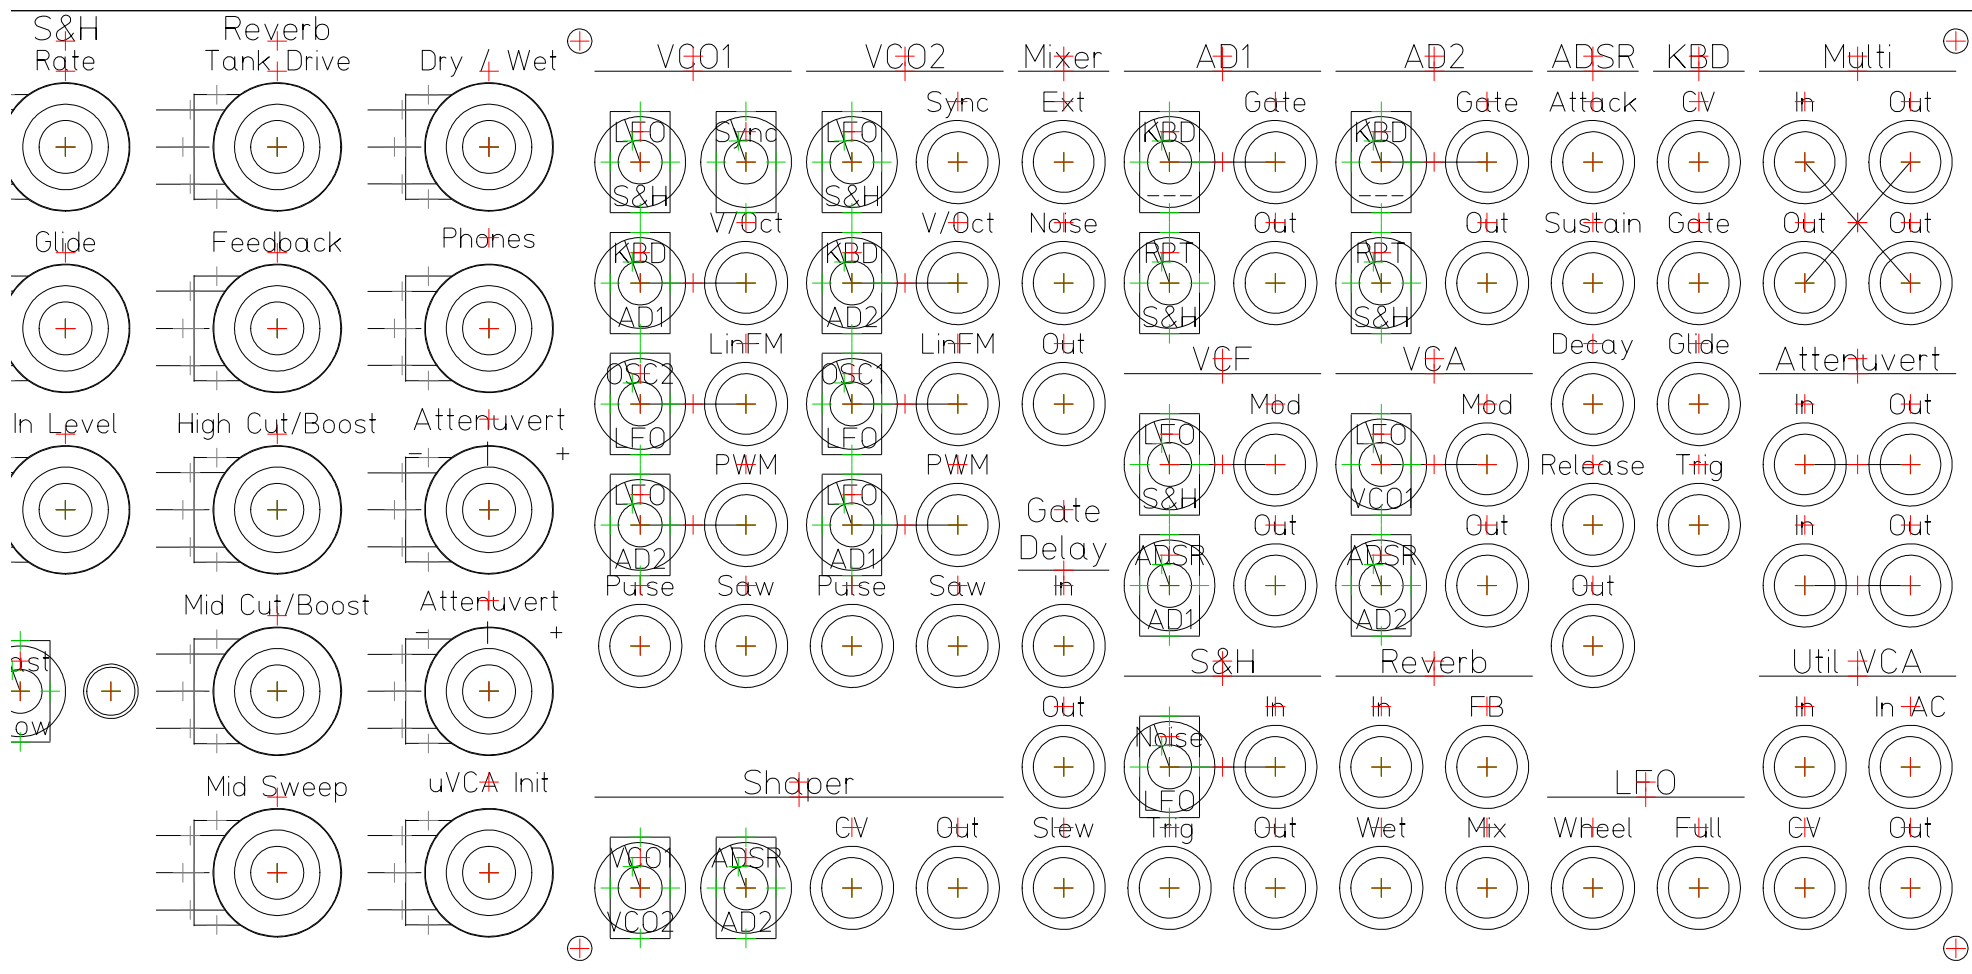 S&H Reverb
Rate Tank Drive Dry / Wet VCO1 VCO2 Mixer AD1 AD2 ADSR KBD Multi
Sync Ext Gate Gate Attack CV In Out
LFO Sync LFO KBD KBD
S&H S&H --- ---
V/Oct V/Oct Noise Out Out Sustain Gate Out Out
Glide Feedback Phones
KBD KBD RPT RPT
AD1 AD2 S&H S&H
LinFM LinFM Out Decay Glide
VCF VCA Attenuvert
OSC2 OSC1
Mod Mod In Out
In Level High Cut/Boost Attenuvert
- +
LFO LFO LFO LFO
PWM PWM Release Trig
LFO LFO S&H VCO1
Gate
Out Out In Out
Delay
AD2 AD1 ADSR ADSR
Pulse Saw Pulse Saw In Out
Mid Cut/Boost Attenuvert
- +
AD1 AD2
S&H Reverb Util VCA
Out In In FB In In AC
Noise
Mid Sweep uVCA Init Shaper LFO
LFO
CV Out Slew Trig Out Wet Mix Wheel Full CV Out
VCO1 ADSR
VCO2 AD2